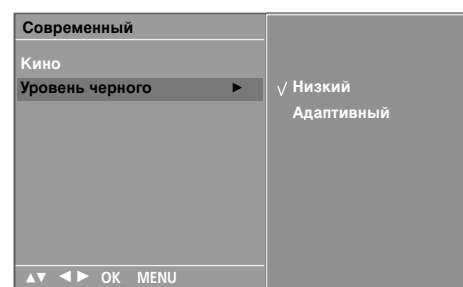 Современный
Кино
Уровень черного ►
√ Низкий
Адаптивный
▲▼ ◄► OK MENU